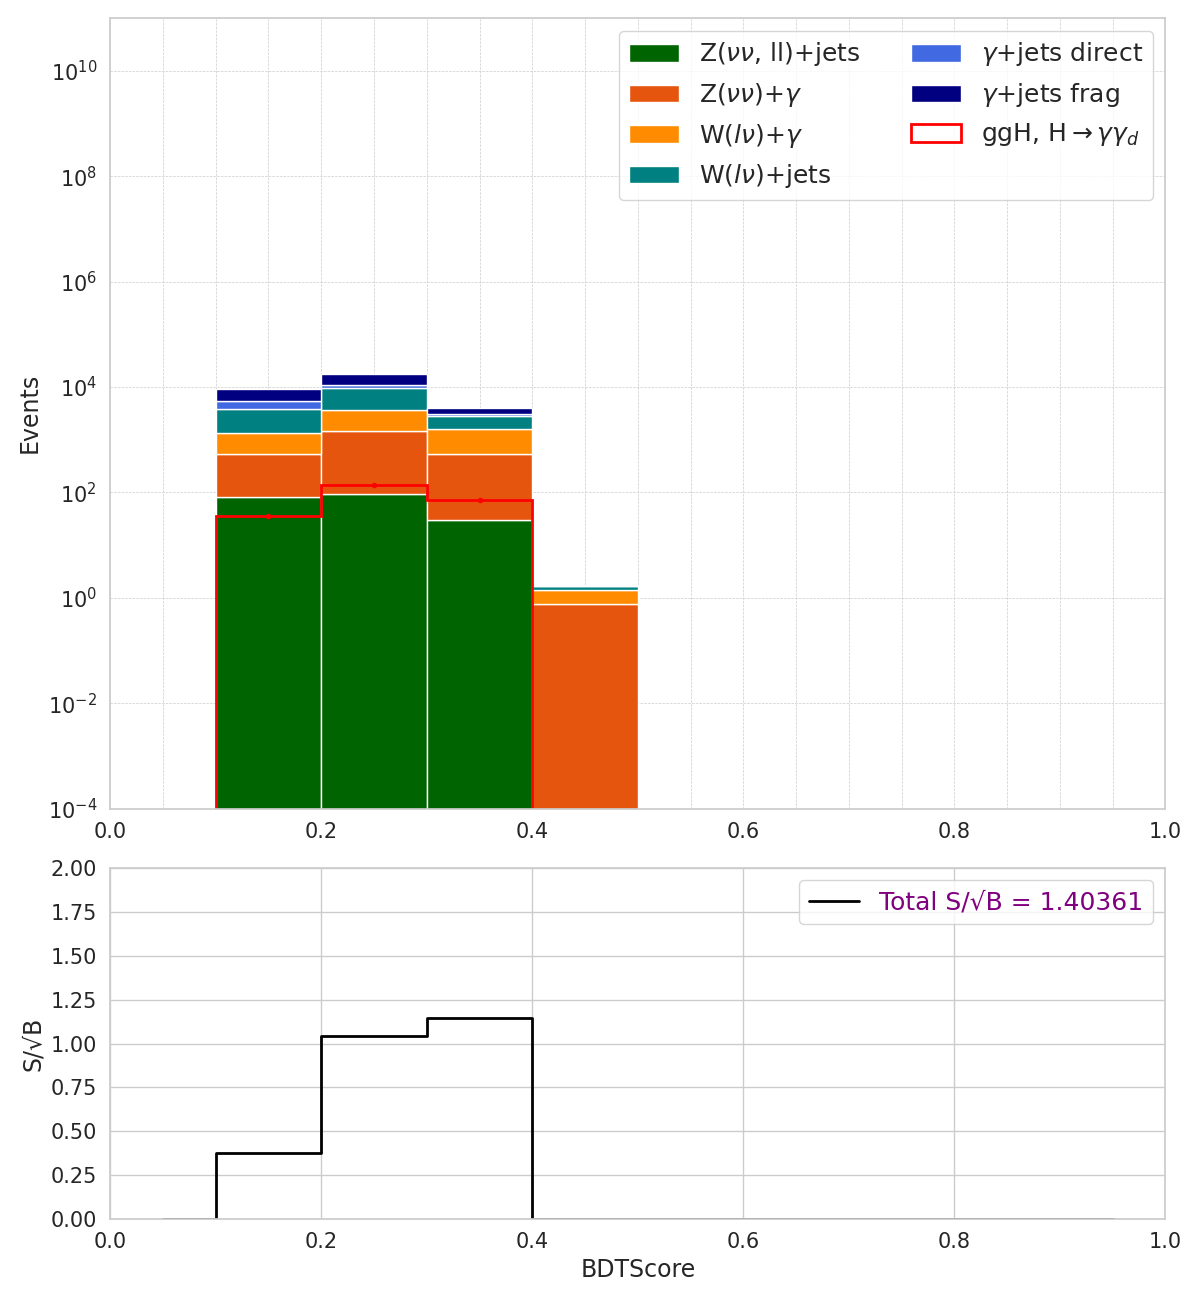 Z(νν, ll)+jets
Z(νν)+γ
W(lν)+γ
W(lν)+jets
γ+jets direct
γ+jets frag
ggH, H→γγ_d
Events
10^10
10^8
10^6
10^4
10^2
10^0
10^−2
10^−4
0.0 0.2 0.4 0.6 0.8 1.0
Total S/√B = 1.40361
S/√B
2.00
1.75
1.50
1.25
1.00
0.75
0.50
0.25
0.00
0.0 0.2 0.4 0.6 0.8 1.0
BDTScore